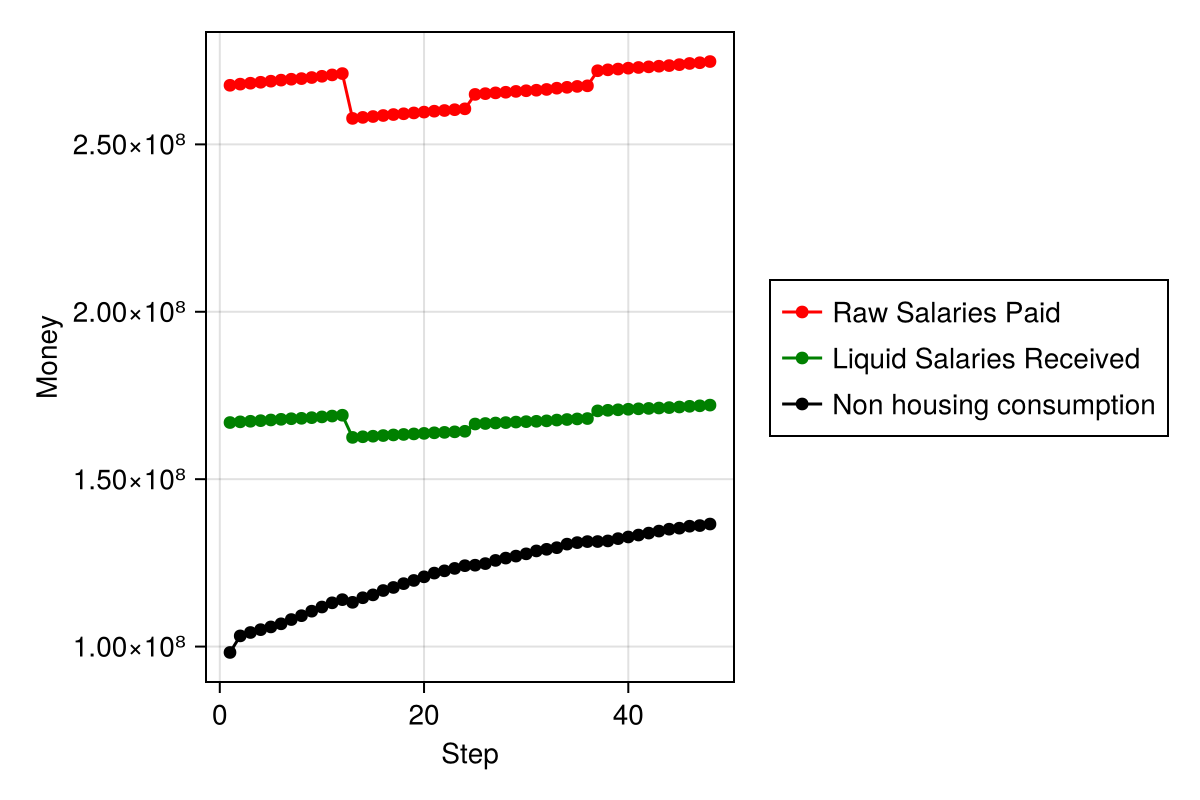 2.50×10⁸
2.00×10⁸
1.50×10⁸
1.00×10⁸
Money
0 20 40
Step
Raw Salaries Paid
Liquid Salaries Received
Non housing consumption